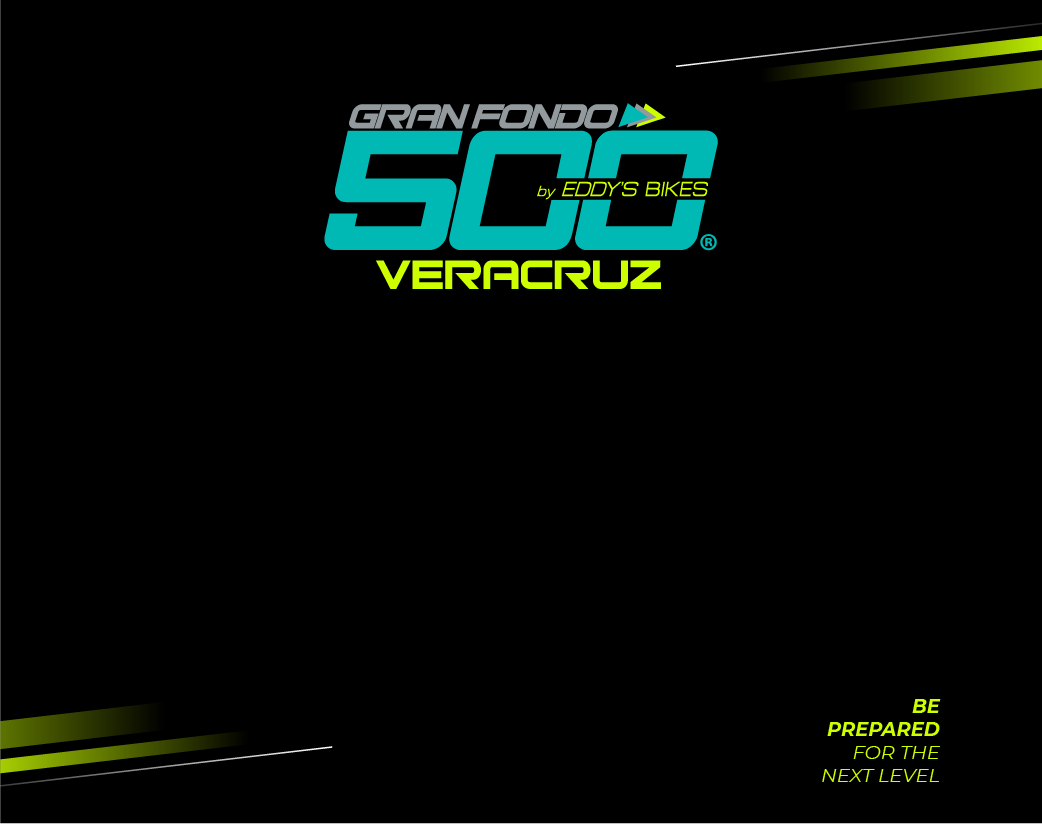 GRAN FONDO
500
by EDDY'S BIKES
®
VERACRUZ
BE
PREPARED
FOR THE
NEXT LEVEL